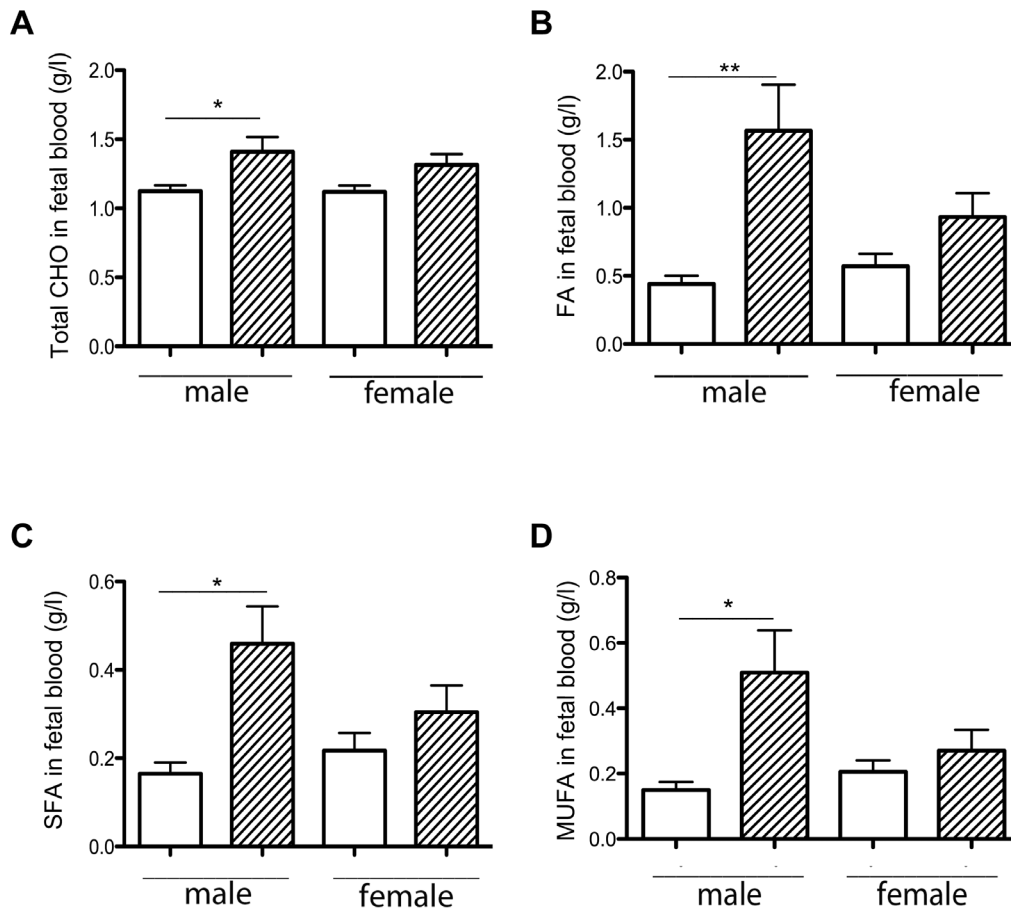 A
Total CHO in fetal blood (g/l)
2.0
1.5
1.0
0.5
0.0
*
male
female
B
FA in fetal blood (g/l)
2.0
1.5
1.0
0.5
0.0
**
male
female
C
SFA in fetal blood (g/l)
0.6
0.4
0.2
0.0
*
male
female
D
MUFA in fetal blood (g/l)
0.8
0.6
0.4
0.2
0.0
*
male
female